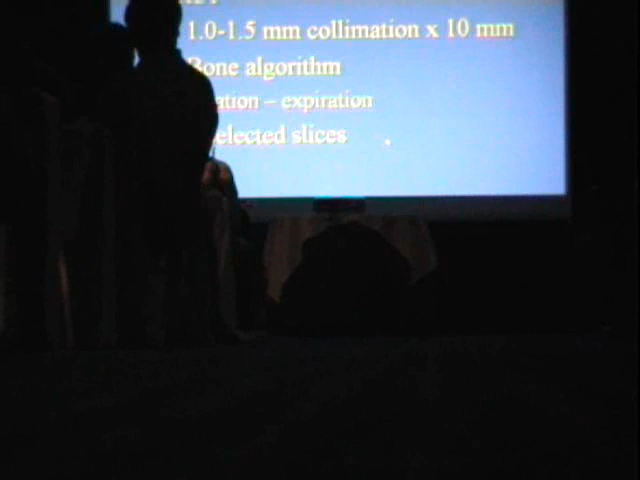 1.0-1.5 mm collimation x 10 mm
Bone algorithm
ation – expiration
elected slices